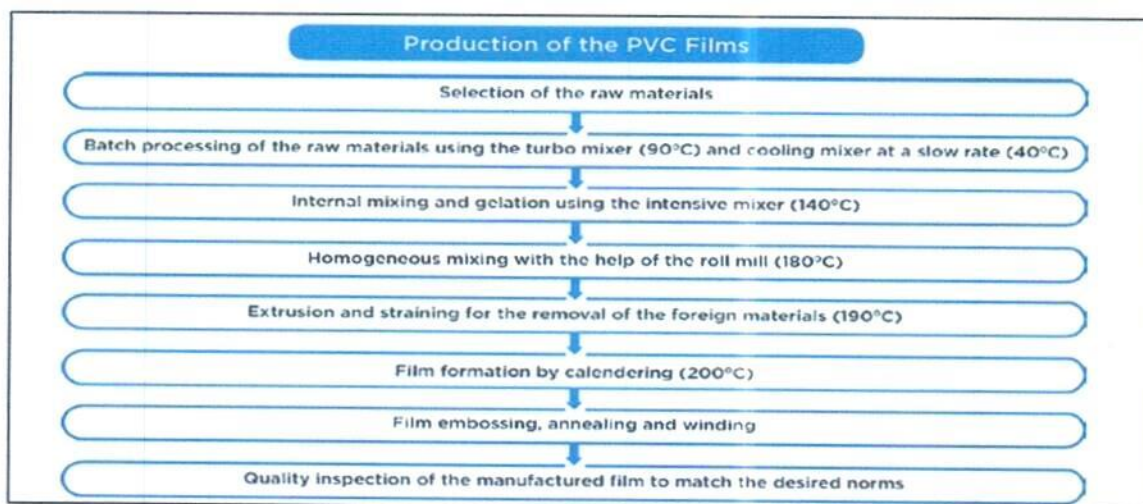 Production of the PVC Films
Selection of the raw materials
Batch processing of the raw materials using the turbo mixer (90°C) and cooling mixer at a slow rate (40°C)
Internal mixing and gelation using the intensive mixer (140°C)
Homogeneous mixing with the help of the roll mill (180°C)
Extrusion and straining for the removal of the foreign materials (190°C)
Film formation by calendering (200°C)
Film embossing, annealing and winding
Quality inspection of the manufactured film to match the desired norms